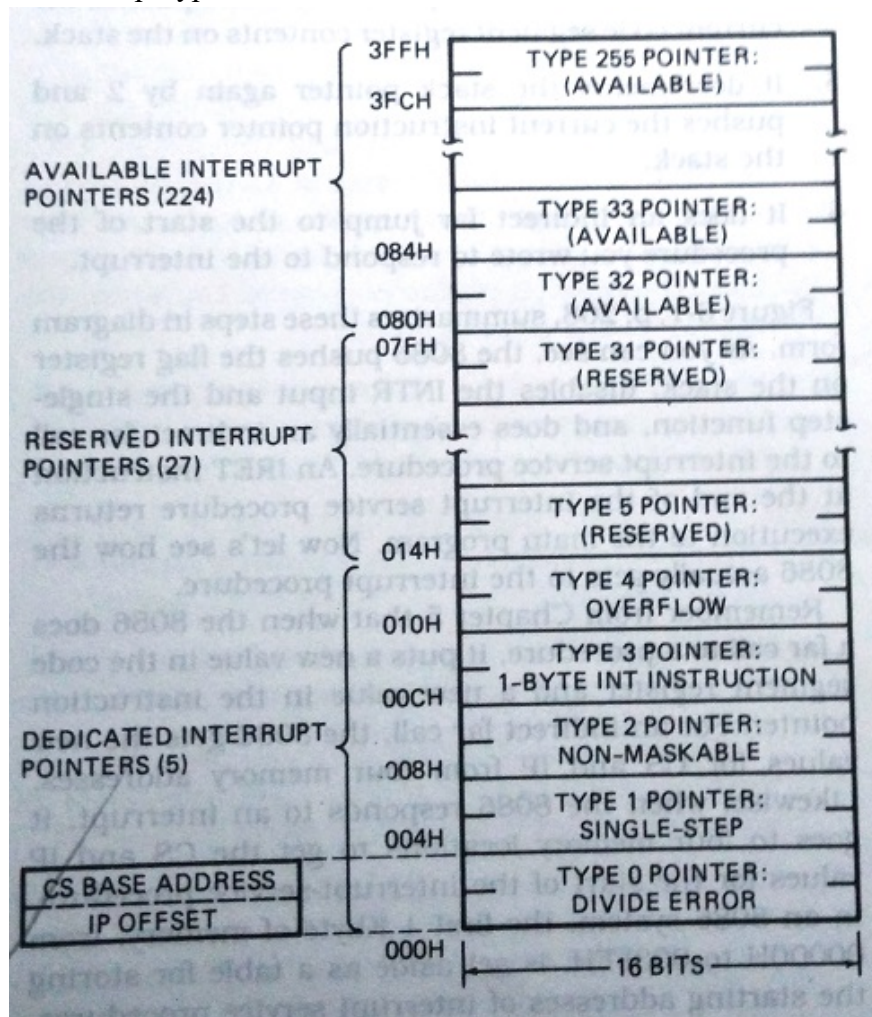 3FFH
TYPE 255 POINTER:
(AVAILABLE)
3FCH
AVAILABLE INTERRUPT
POINTERS (224)
TYPE 33 POINTER:
(AVAILABLE)
084H
TYPE 32 POINTER:
(AVAILABLE)
080H
07FH
TYPE 31 POINTER:
(RESERVED)
RESERVED INTERRUPT
POINTERS (27)
TYPE 5 POINTER:
(RESERVED)
014H
TYPE 4 POINTER:
OVERFLOW
010H
TYPE 3 POINTER:
1-BYTE INT INSTRUCTION
00CH
DEDICATED INTERRUPT
POINTERS (5)
TYPE 2 POINTER:
NON-MASKABLE
008H
TYPE 1 POINTER:
SINGLE-STEP
004H
CS BASE ADDRESS
IP OFFSET
TYPE 0 POINTER:
DIVIDE ERROR
000H
16 BITS